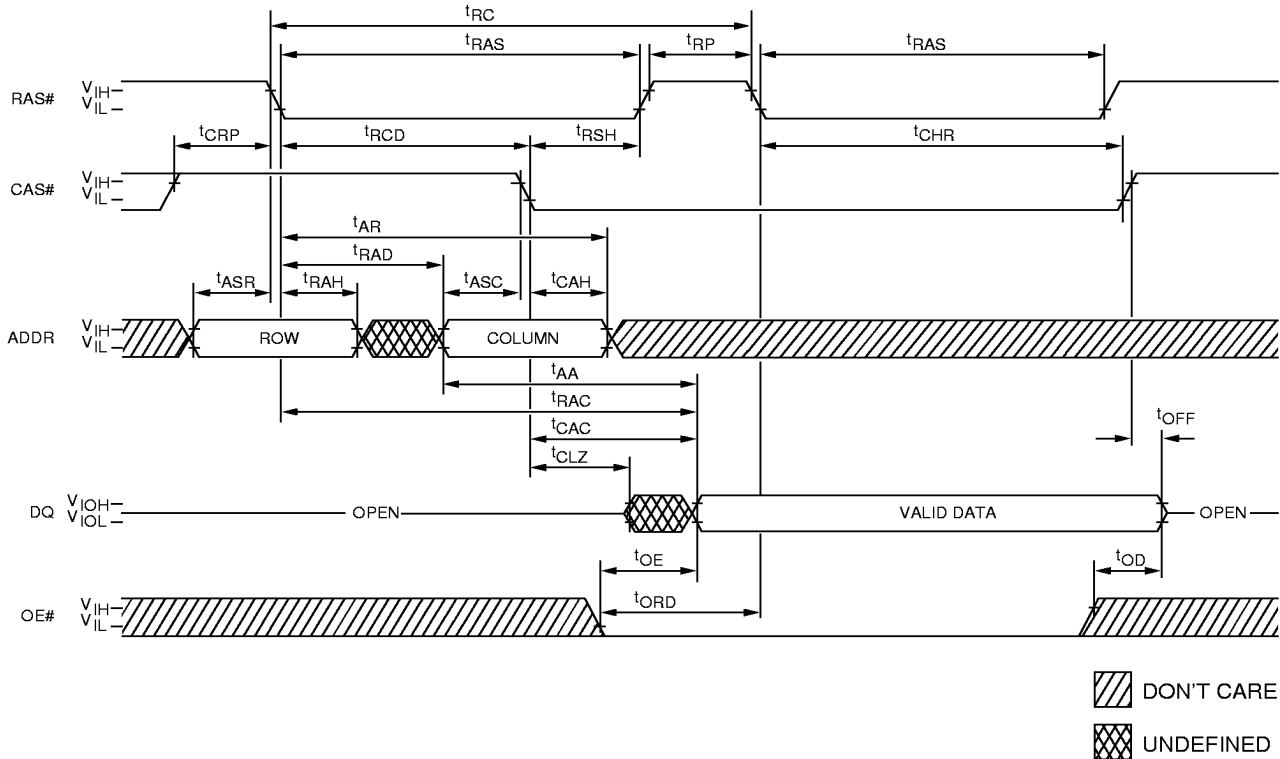 tRC
tRAS tRP tRAS
RAS# VIH
VIL
tCRP tRCD tRSH tCHR
CAS# VIH
VIL
tAR
tRAD
tASR tRAH tASC tCAH
ADDR VIH
VIL
ROW COLUMN
tAA
tRAC
tCAC tOFF
tCLZ
DQ VIOH
VIOL
OPEN VALID DATA OPEN
tOE tOD
tORD
OE# VIH
VIL
DON'T CARE
UNDEFINED